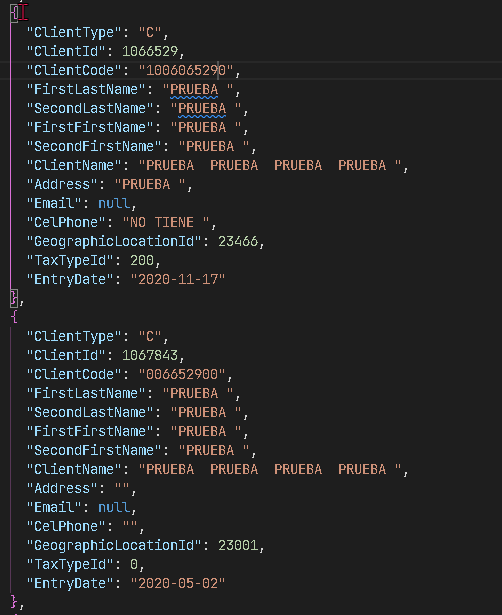 {
"ClientType": "C",
"ClientId": 1066529,
"ClientCode": "1006065290",
"FirstLastName": "PRUEBA ",
"SecondLastName": "PRUEBA ",
"FirstFirstName": "PRUEBA ",
"SecondFirstName": "PRUEBA ",
"ClientName": "PRUEBA  PRUEBA  PRUEBA  PRUEBA ",
"Address": "PRUEBA ",
"Email": null,
"CelPhone": "NO TIENE ",
"GeographicLocationId": 23466,
"TaxTypeId": 200,
"EntryDate": "2020-11-17"
},
{
"ClientType": "C",
"ClientId": 1067843,
"ClientCode": "006652900",
"FirstLastName": "PRUEBA ",
"SecondLastName": "PRUEBA ",
"FirstFirstName": "PRUEBA ",
"SecondFirstName": "PRUEBA ",
"ClientName": "PRUEBA  PRUEBA  PRUEBA  PRUEBA ",
"Address": "",
"Email": null,
"CelPhone": "",
"GeographicLocationId": 23001,
"TaxTypeId": 0,
"EntryDate": "2020-05-02"
},